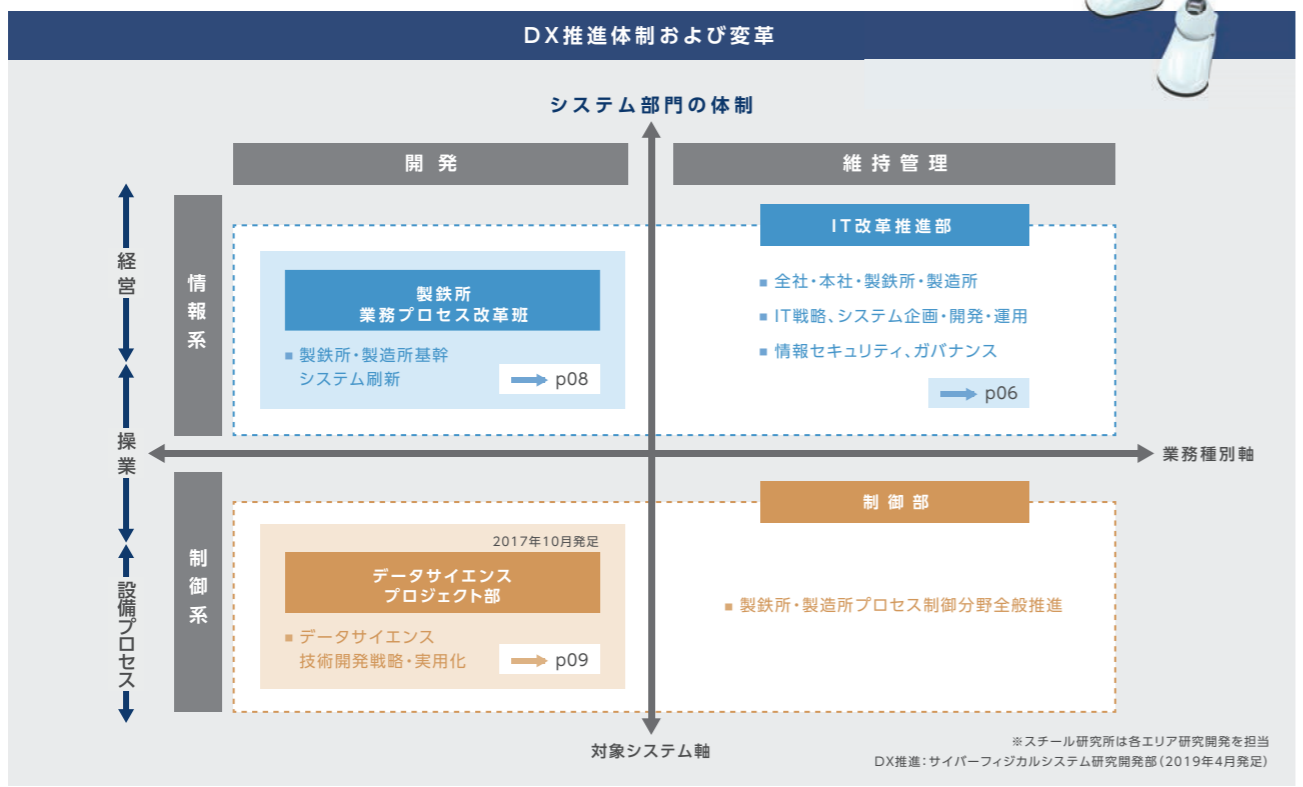 DX推進体制および変革
システム部門の体制
開発
維持管理
経営
操業
設備プロセス
情報系
制御系
製鉄所
業務プロセス改革班
■ 製鉄所・製造所基幹
システム刷新
p08
IT改革推進部
■ 全社・本社・製鉄所・製造所
■ IT戦略、システム企画・開発・運用
■ 情報セキュリティ、ガバナンス
p06
業務種別軸
2017年10月発足
データサイエンス
プロジェクト部
■ データサイエンス
技術開発戦略・実用化
p09
制御部
■ 製鉄所・製造所プロセス制御分野全般推進
対象システム軸
※スチール研究所は各エリア研究開発を担当
DX推進：サイバーフィジカルシステム研究開発部（2019年4月発足）